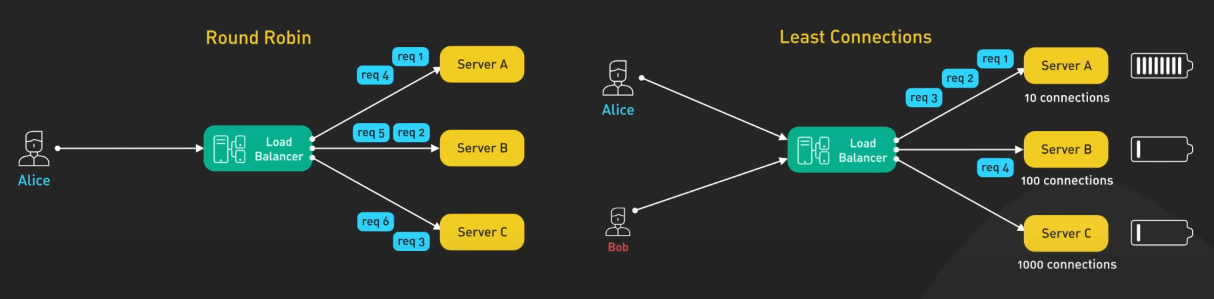 Round Robin
Alice
Load
Balancer
req 1
req 4
Server A
req 5
req 2
Server B
req 6
req 3
Server C
Least Connections
Alice
Bob
Load
Balancer
req 1
req 2
req 3
Server A
10 connections
req 4
Server B
100 connections
Server C
1000 connections